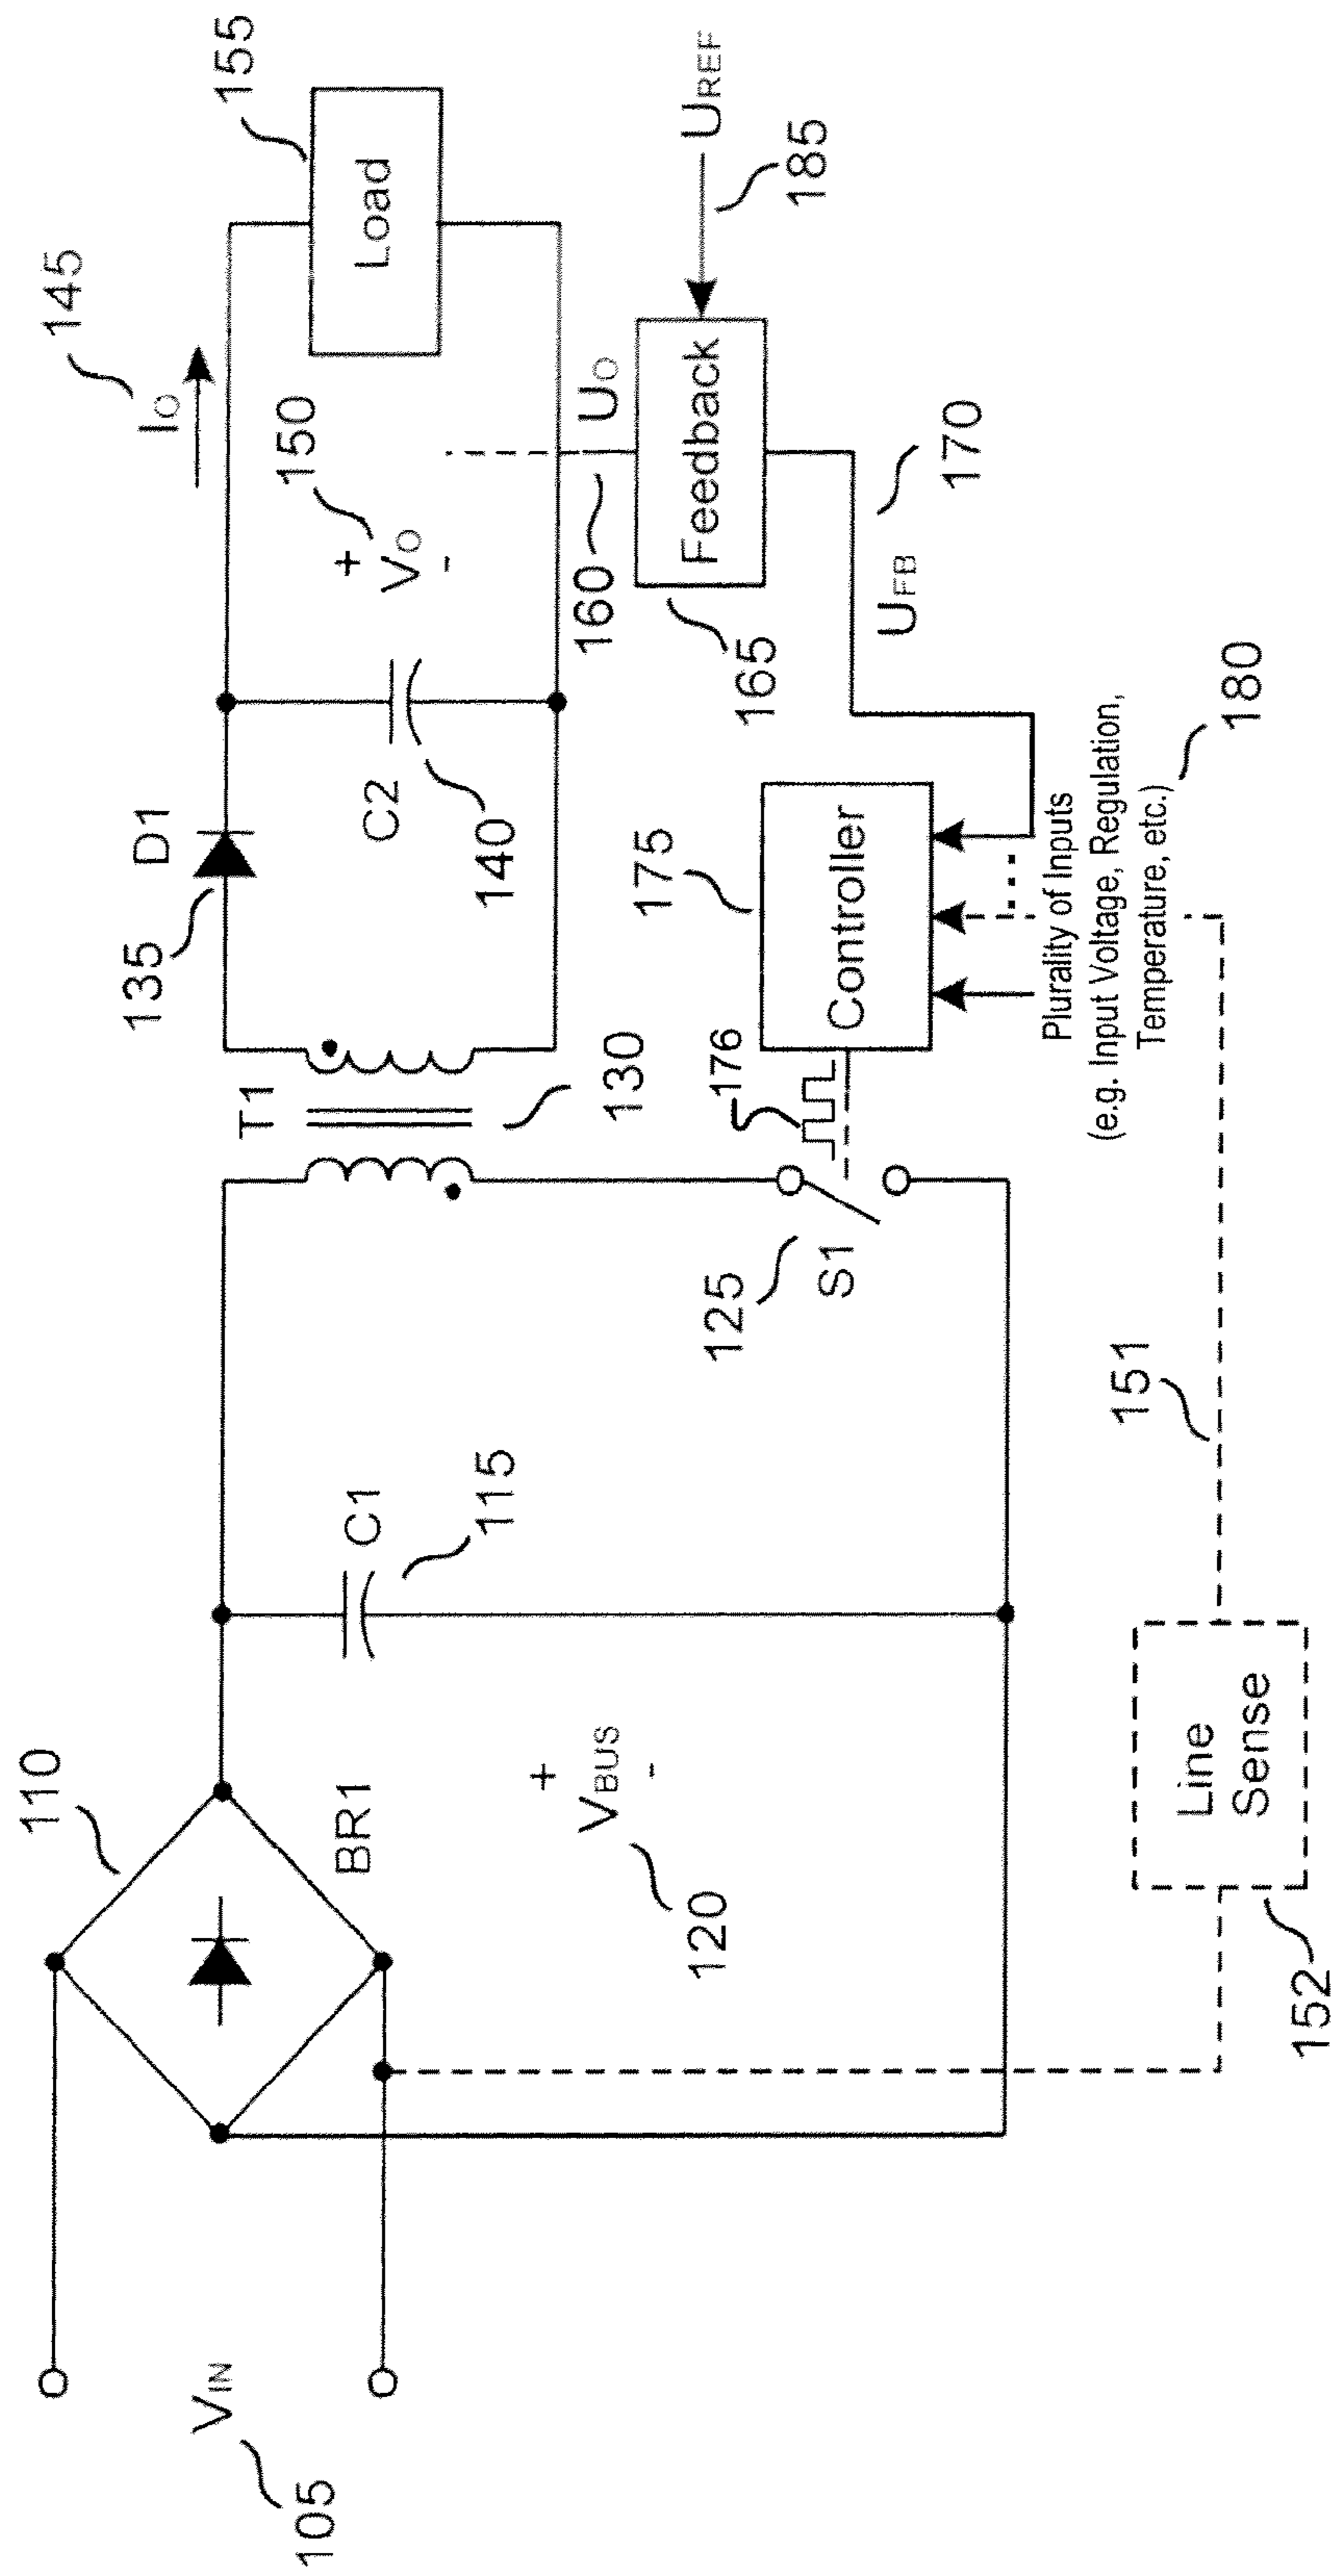 105
VIN
110
BR1
VBUS
+
-
120
C1
115
T1
130
125
S1
D1
135
C2
140
IO
145
+
VO
-
150
155
Load
160
UO
Feedback
165
UREF
185
UFB
170
175
Controller
176
Plurality of Inputs
(e.g. Input Voltage, Regulation,
Temperature, etc.)
180
151
Line
Sense
152